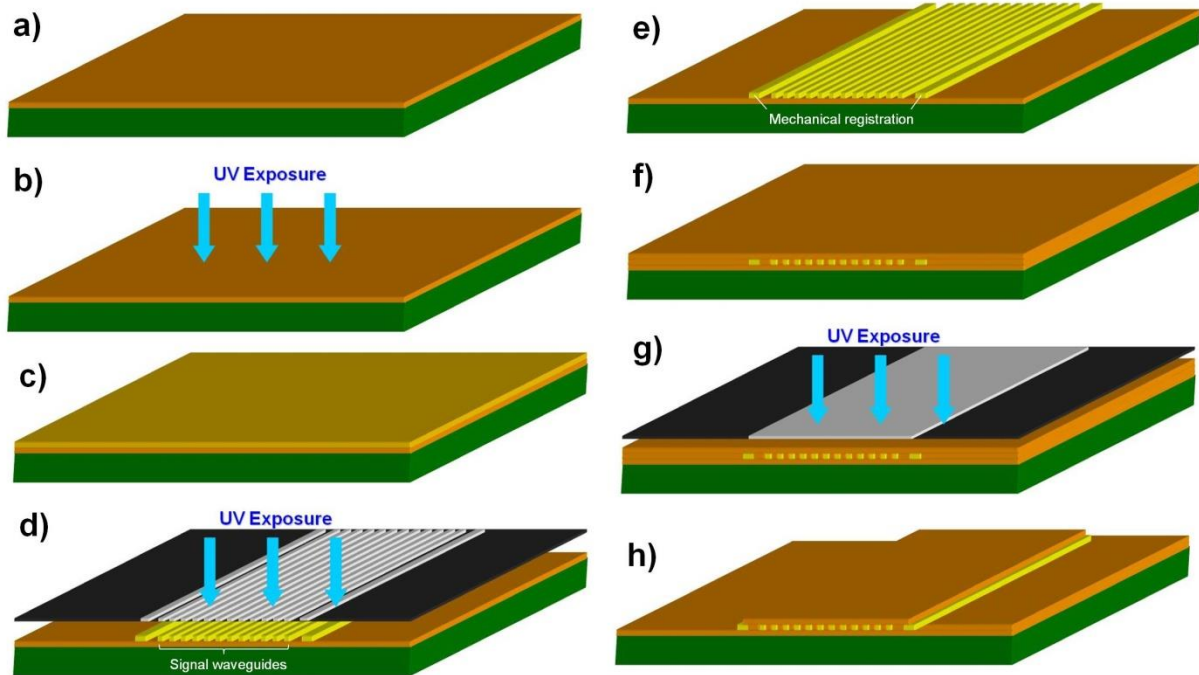 a)
b)
UV Exposure
c)
d)
UV Exposure
Signal waveguides
e)
Mechanical registration
f)
g)
UV Exposure
h)